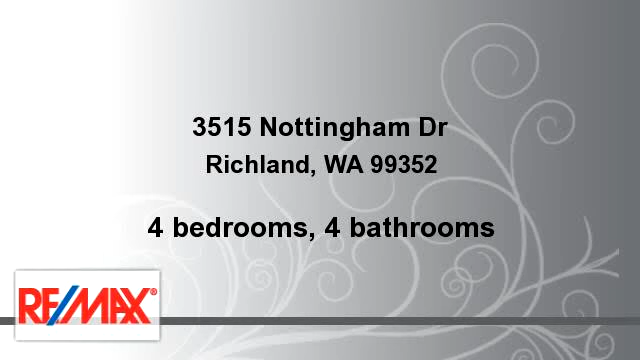 3515 Nottingham Dr
Richland, WA 99352
4 bedrooms, 4 bathrooms
RE/MAX®